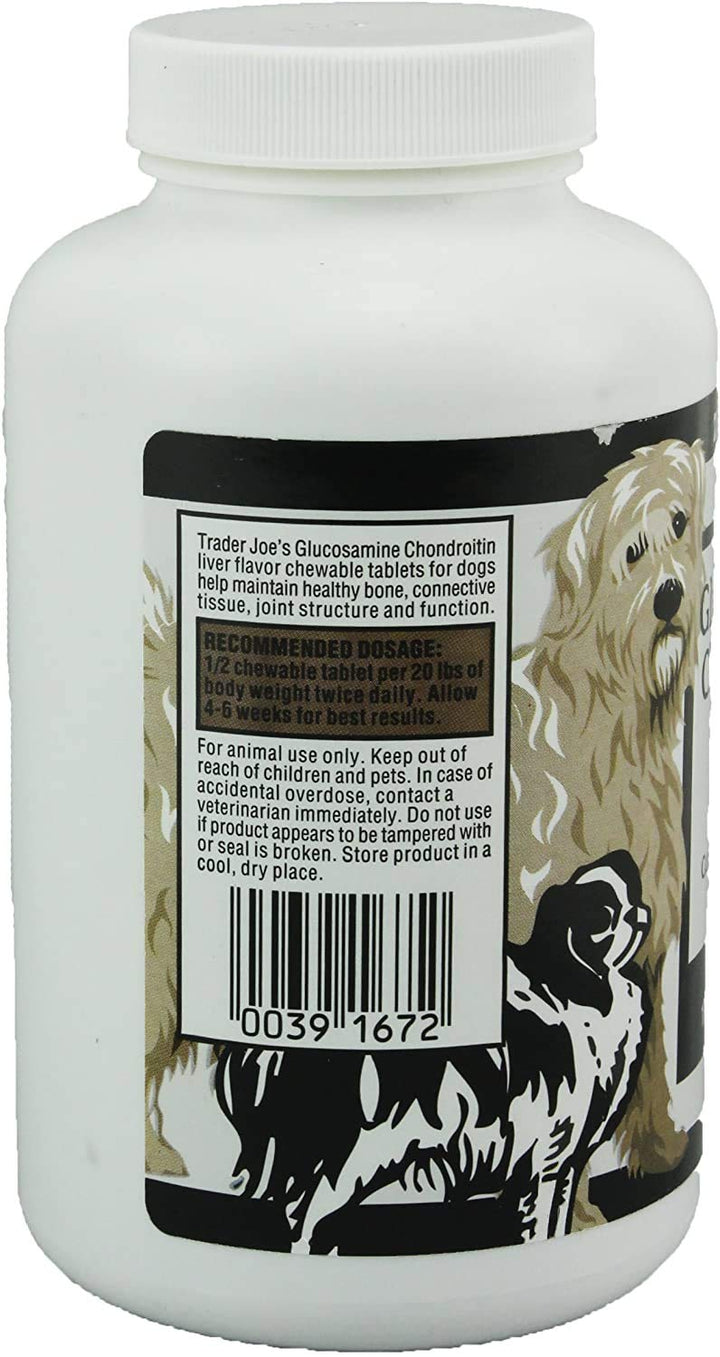 Trader Joe's Glucosamine Chondroitin
liver flavor chewable tablets for dogs
help maintain healthy bone, connective
tissue, joint structure and function.
RECOMMENDED DOSAGE:
1/2 chewable tablet per 20 lbs of
body weight twice daily. Allow
4-6 weeks for best results.
For animal use only. Keep out of
reach of children and pets. In case of
accidental overdose, contact a
veterinarian immediately. Do not use
if product appears to be tampered with
or seal is broken. Store product in a
cool, dry place.
0039 1672